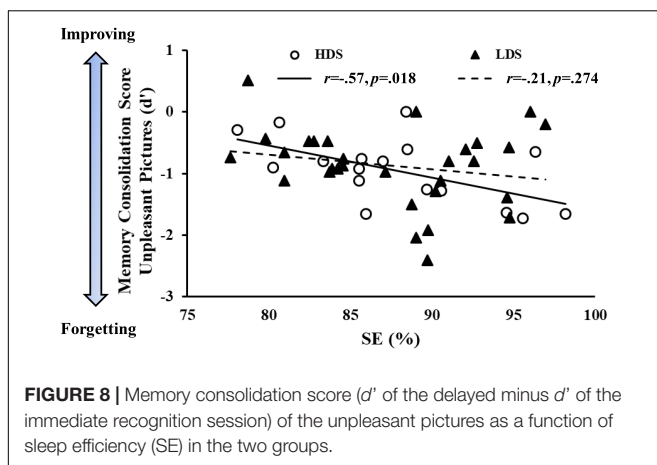 Improving
Memory Consolidation Score
Unpleasant Pictures (d')
Forgetting
HDS
LDS
r=-.57, p=.018
r=-.21, p=.274
1
0
-1
-2
-3
75
80
85
90
95
100
SE (%)
FIGURE 8 | Memory consolidation score (d' of the delayed minus d' of the
immediate recognition session) of the unpleasant pictures as a function of
sleep efficiency (SE) in the two groups.